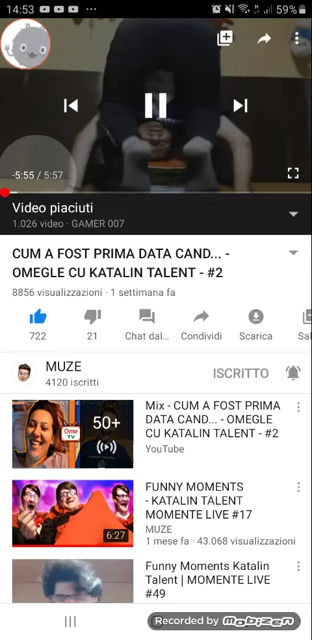 14:53 ... 59%
-5:55 / 5:57
Video piaciuti
1.026 video · GAMER 007
CUM A FOST PRIMA DATA CAND... -
OMEGLE CU KATALIN TALENT - #2
8856 visualizzazioni · 1 settimana fa
722 21 Chat dal... Condividi Scarica Sal
MUZE
4120 iscritti
ISCRITTO
Ome
TV
50+
Mix - CUM A FOST PRIMA
DATA CAND... - OMEGLE
CU KATALIN TALENT - #2
YouTube
6:27
FUNNY MOMENTS
- KATALIN TALENT
MOMENTE LIVE #17
MUZE
1 mese fa · 43.068 visualizzazioni
Funny Moments Katalin
Talent | MOMENTE LIVE
#49
Recorded by mobizen